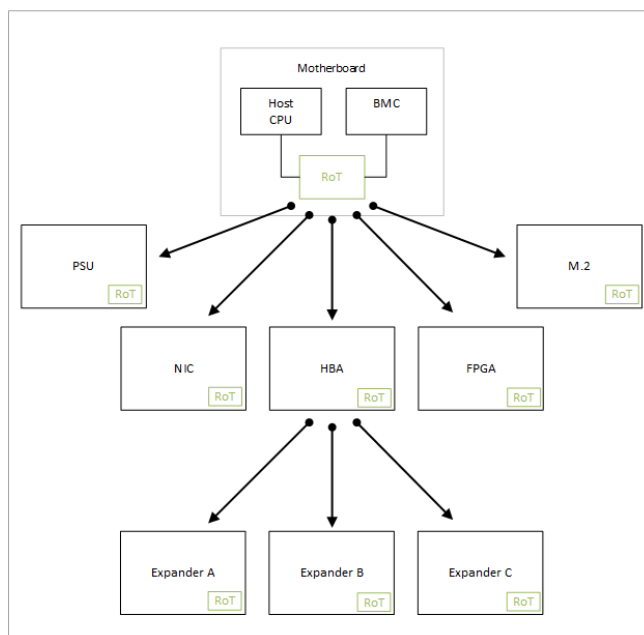 Motherboard
Host
CPU
BMC
RoT
PSU
RoT
M.2
RoT
NIC
RoT
HBA
RoT
FPGA
RoT
Expander A
RoT
Expander B
RoT
Expander C
RoT